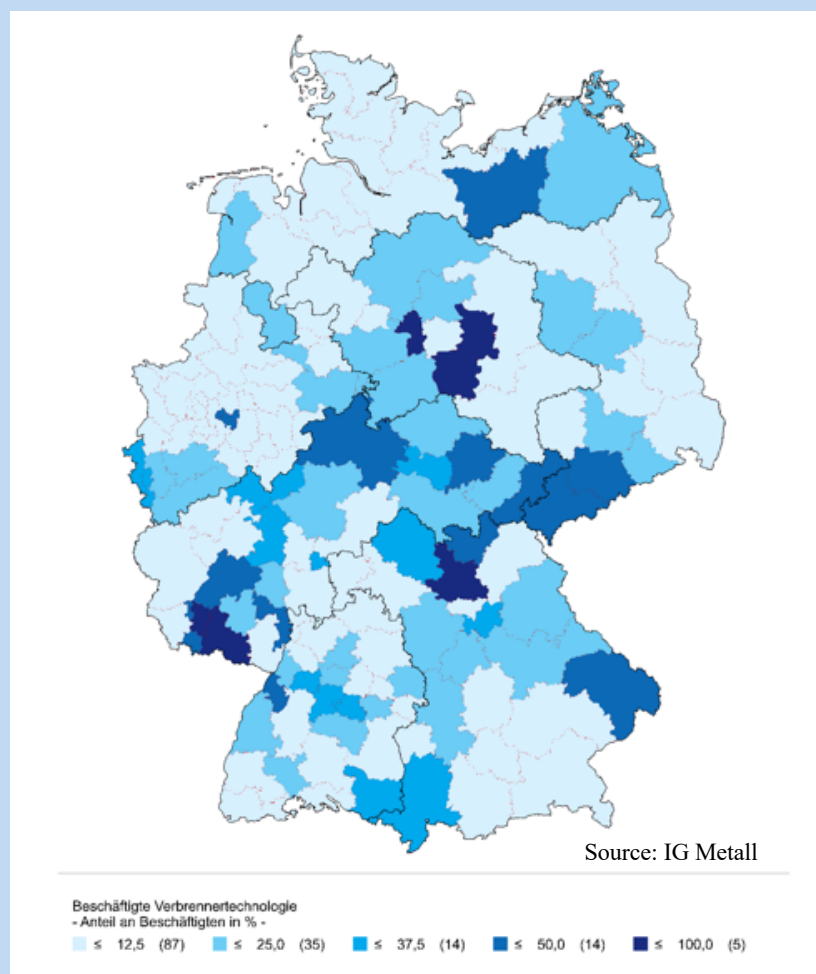 Source: IG Metall
Beschäftigte Verbrennertechnologie
- Anteil an Beschäftigten in % -
≤ 12,5 (87) ≤ 25,0 (35) ≤ 37,5 (14) ≤ 50,0 (14) ≤ 100,0 (5)